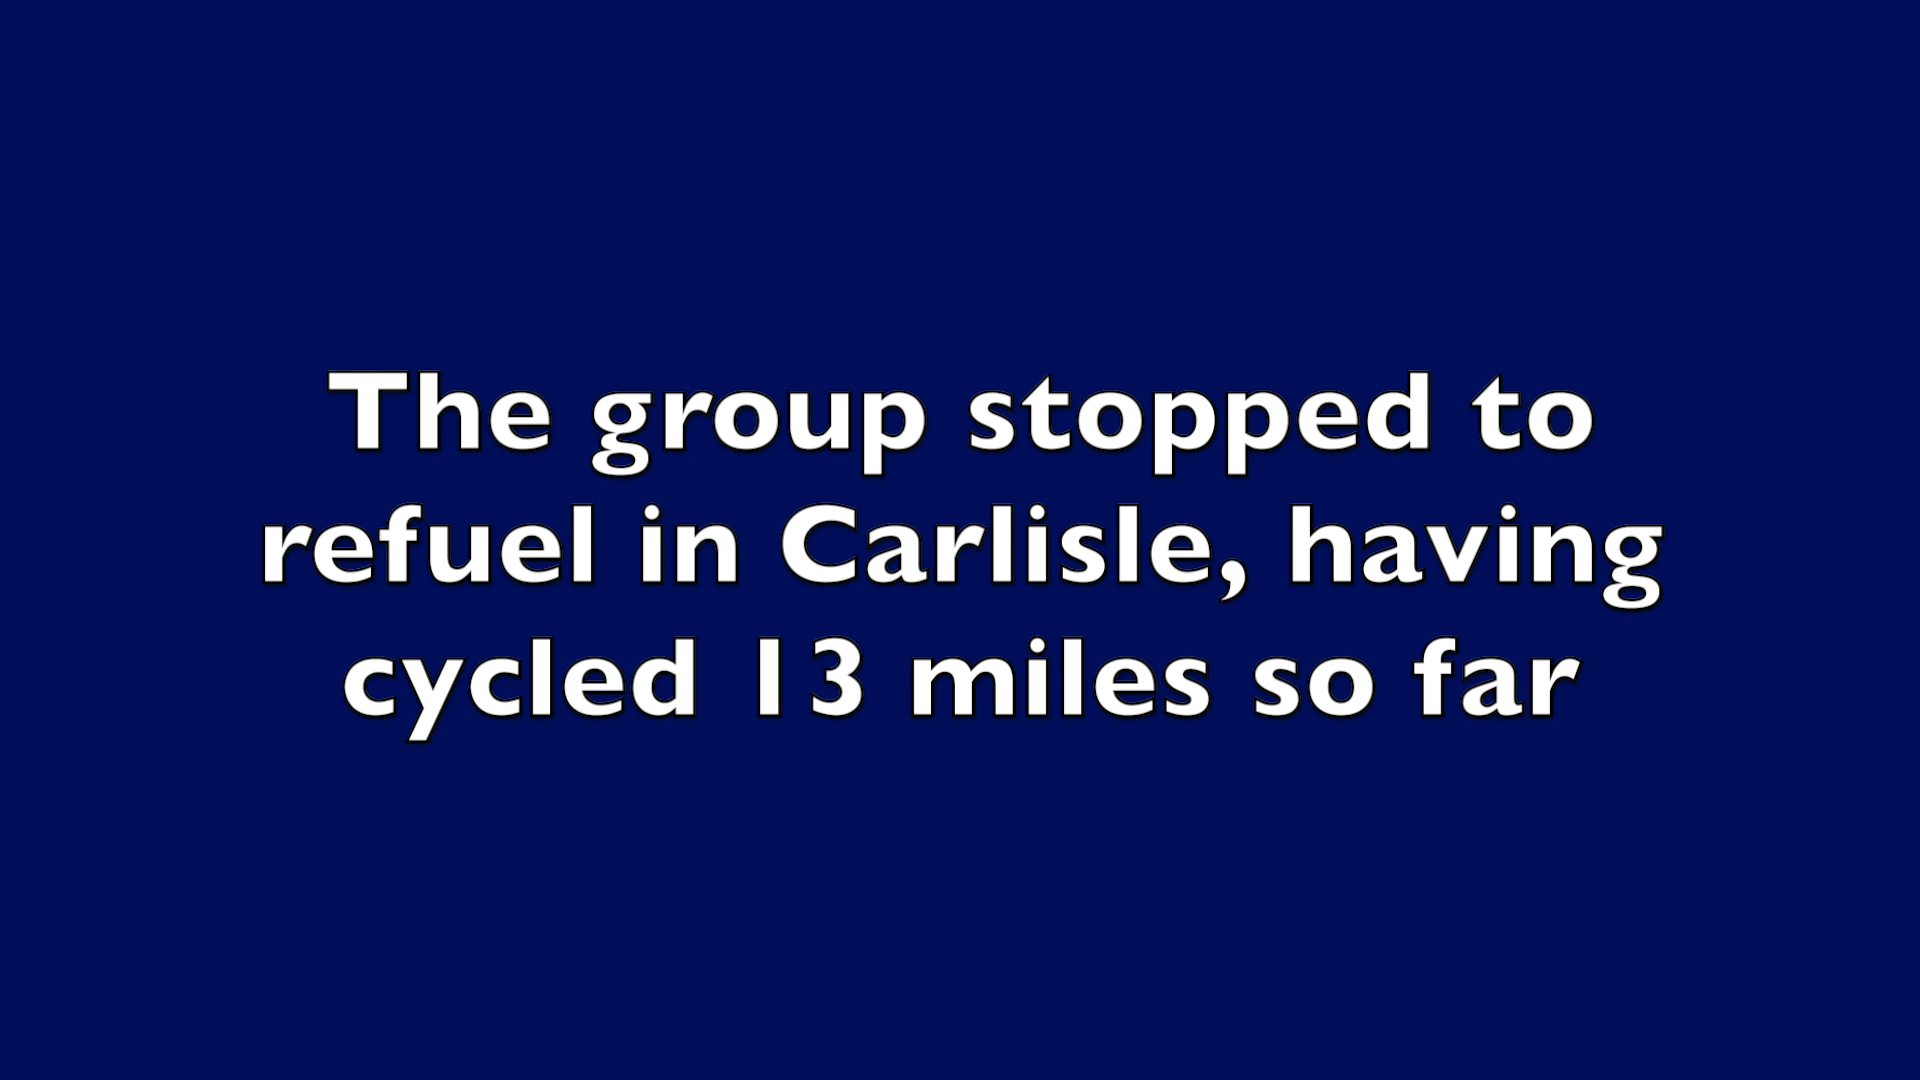 The group stopped to
refuel in Carlisle, having
cycled 13 miles so far